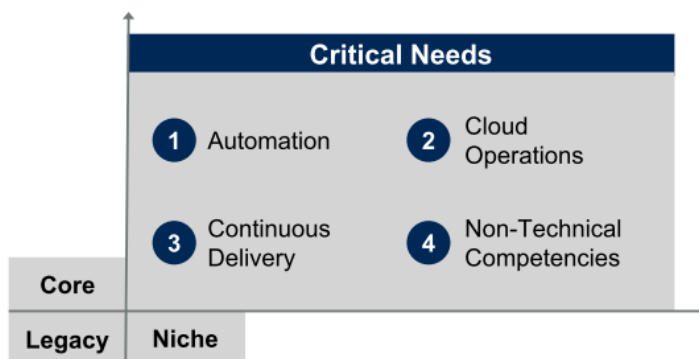 Critical Needs
1 Automation
2 Cloud
Operations
3 Continuous
Delivery
4 Non-Technical
Competencies
Core
Legacy
Niche